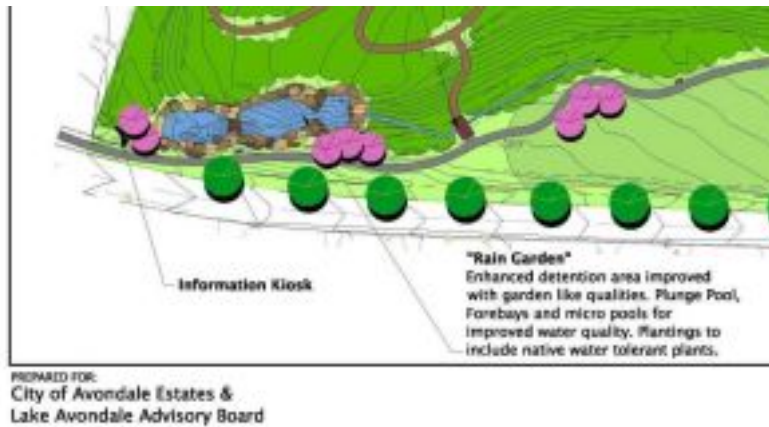 Information Kiosk
"Rain Garden"
Enhanced detention area improved
with garden like qualities. Plunge Pool,
Forebays and micro pools for
improved water quality. Plantings to
include native water tolerant plants.
PREPARED FOR:
City of Avondale Estates &
Lake Avondale Advisory Board